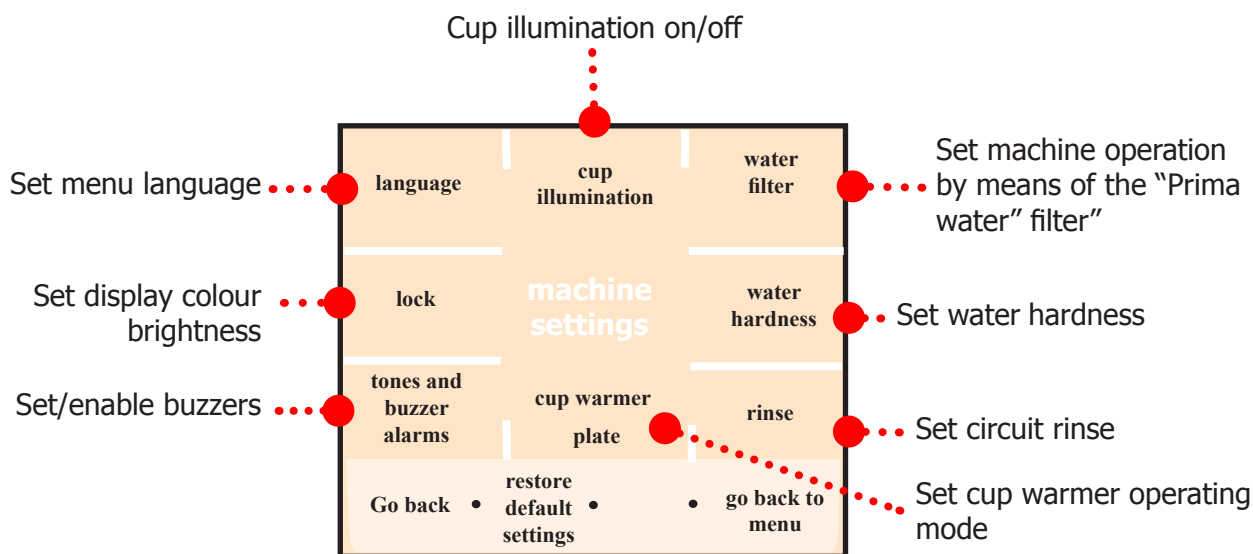 Cup illumination on/off
Set menu language
language
cup
illumination
water
filter
Set machine operation
by means of the “Prima
water” filter”
Set display colour
brightness
lock
machine
settings
water
hardness
Set water hardness
Set/enable buzzers
tones and
buzzer
alarms
cup warmer
plate
rinse
Set circuit rinse
Go back
restore
default
settings
go back to
menu
Set cup warmer operating
mode